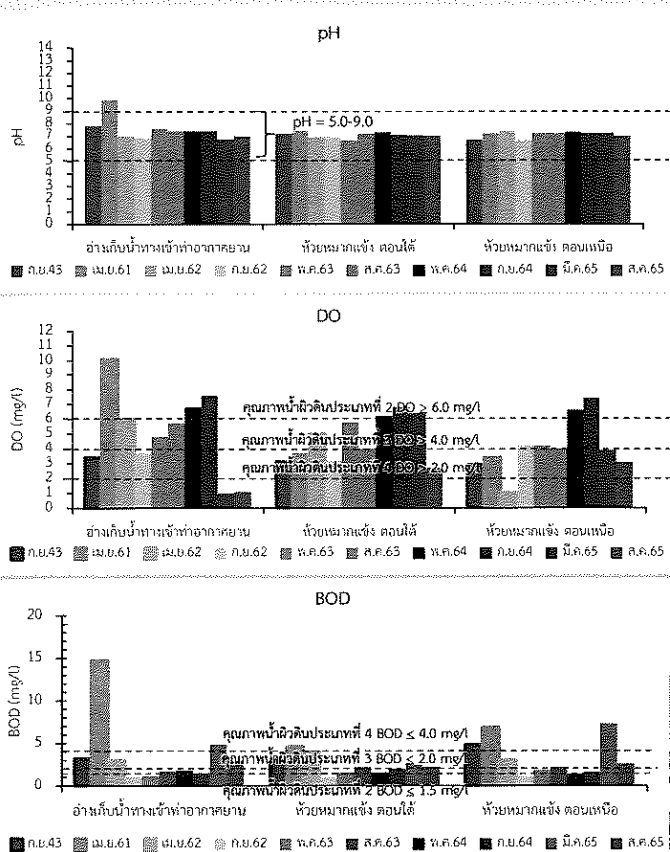 pH
14
13
12
11
10
9
8
7
6
5
4
3
2
1
0
pH
pH = 5.0-9.0
อ่างเก็บน้ำทางเข้าท่าอากาศยาน ห้วยหมากแข้ง ตอนใต้ ห้วยหมากแข้ง ตอนเหนือ
ก.ย.43 เม.ย.61 เม.ย.62 ก.ย.62 พ.ค.63 ส.ค.63 พ.ค.64 ก.ย.64 มี.ค.65 ส.ค.65
DO
12
11
10
9
8
7
6
5
4
3
2
1
0
DO (mg/l)
คุณภาพน้ำผิวดินประเภทที่ 2 DO > 6.0 mg/l
คุณภาพน้ำผิวดินประเภทที่ 3 DO > 4.0 mg/l
คุณภาพน้ำผิวดินประเภทที่ 4 DO > 2.0 mg/l
อ่างเก็บน้ำทางเข้าท่าอากาศยาน ห้วยหมากแข้ง ตอนใต้ ห้วยหมากแข้ง ตอนเหนือ
ก.ย.43 เม.ย.61 เม.ย.62 ก.ย.62 พ.ค.63 ส.ค.63 พ.ค.64 ก.ย.64 มี.ค.65 ส.ค.65
BOD
20
15
10
5
0
BOD (mg/l)
คุณภาพน้ำผิวดินประเภทที่ 4 BOD ≤ 4.0 mg/l
คุณภาพน้ำผิวดินประเภทที่ 3 BOD ≤ 2.0 mg/l
คุณภาพน้ำผิวดินประเภทที่ 2 BOD ≤ 1.5 mg/l
อ่างเก็บน้ำทางเข้าท่าอากาศยาน ห้วยหมากแข้ง ตอนใต้ ห้วยหมากแข้ง ตอนเหนือ
ก.ย.43 เม.ย.61 เม.ย.62 ก.ย.62 พ.ค.63 ส.ค.63 พ.ค.64 ก.ย.64 มี.ค.65 ส.ค.65